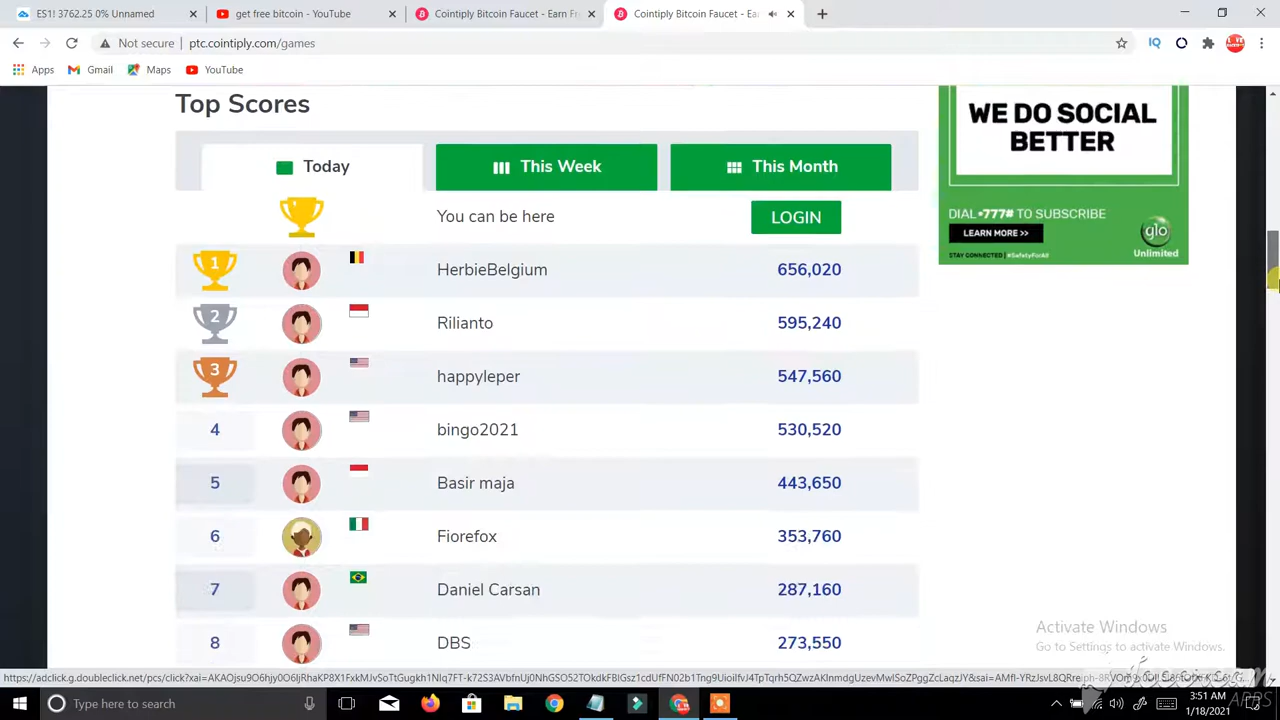 ES1! 3762.25 0% Unnamed
get free bitcoin - YouTube
Cointiply Bitcoin Faucet - Earn Fr
Cointiply Bitcoin Faucet - Ea
Not secure
ptc.cointiply.com/games
Apps
Gmail
Maps
YouTube
Top Scores
Today
This Week
This Month
You can be here
LOGIN
1 HerbieBelgium 656,020
2 Rilianto 595,240
3 happyleper 547,560
4 bingo2021 530,520
5 Basir maja 443,650
6 Fiorefox 353,760
7 Daniel Carsan 287,160
8 DBS 273,550
WE DO SOCIAL
BETTER
DIAL *777# TO SUBSCRIBE
LEARN MORE >>
glo
Unlimited
STAY CONNECTED | #SafetyForAll
Activate Windows
Go to Settings to activate Windows.
APPS
Type here to search
3:51 AM
1/18/2021